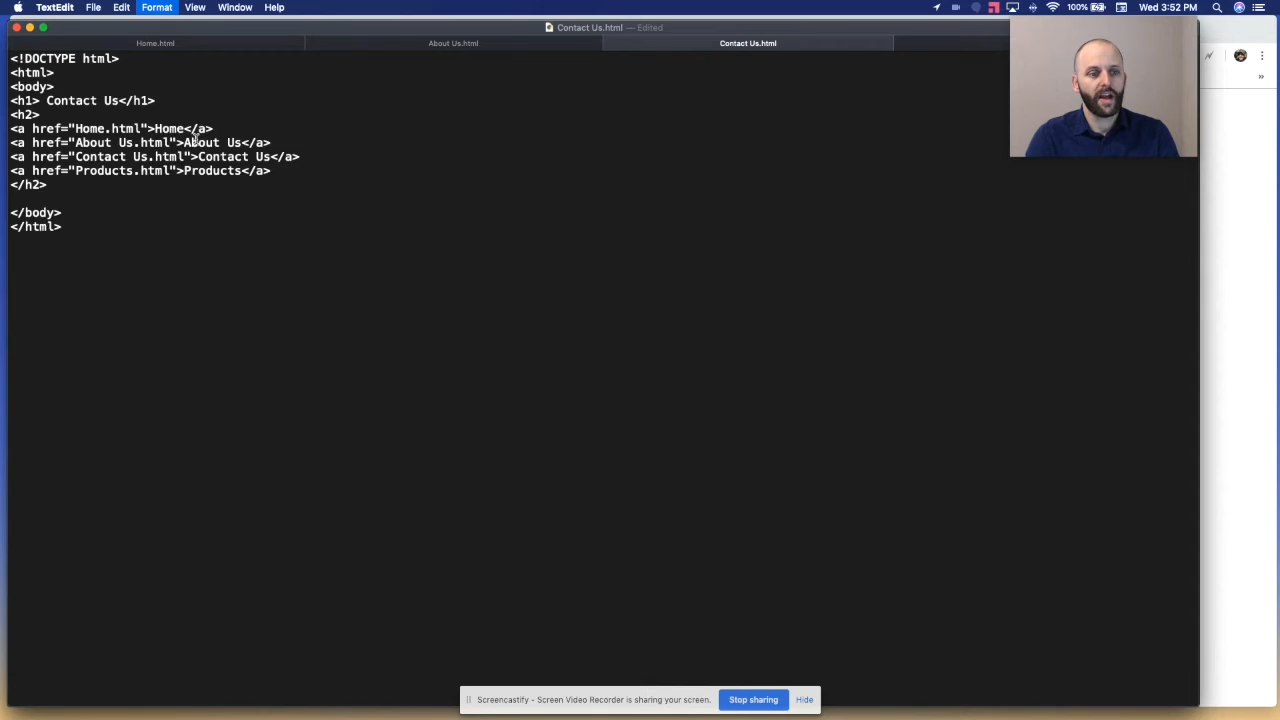 TextEdit File Edit Format View Window Help 100% Wed 3:52 PM
Contact Us.html — Edited
Home.html About Us.html Contact Us.html
<!DOCTYPE html>
<html>
<body>
<h1> Contact Us</h1>
<h2>
<a href="Home.html">Home</a>
<a href="About Us.html">About Us</a>
<a href="Contact Us.html">Contact Us</a>
<a href="Products.html">Products</a>
</h2>
</body>
</html>
Screencastify - Screen Video Recorder is sharing your screen. Stop sharing Hide